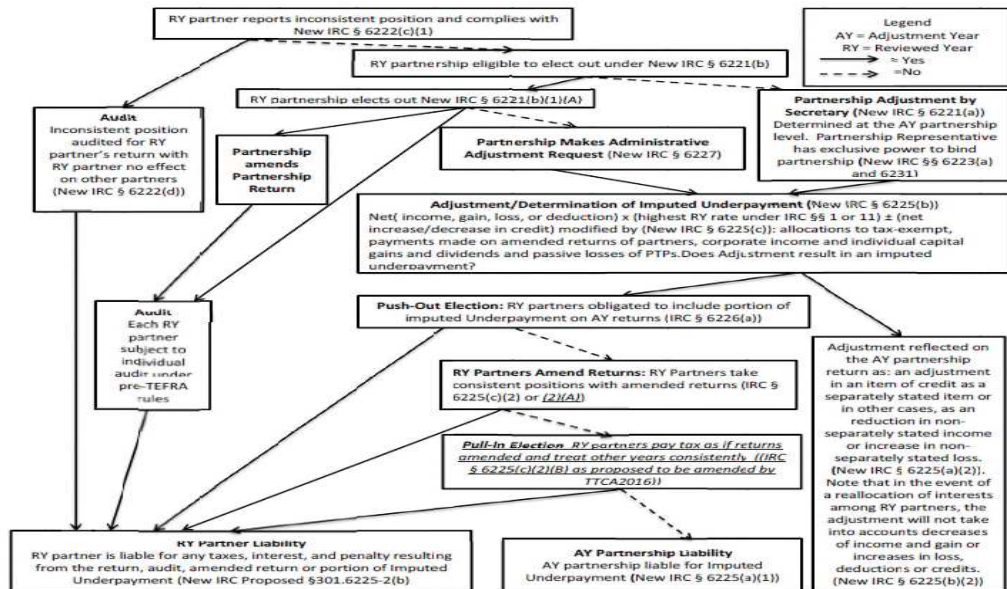 RY partner reports inconsistent position and complies with
New IRC § 6222(c)(1)
Legend
AY = Adjustment Year
RY = Reviewed Year
= Yes
=No
RY partnership eligible to elect out under New IRC § 6221(b)
RY partnership elects out New IRC § 6221(b)(1)(A)
Audit
Inconsistent position
audited for RY
partner's return with
RY partner no effect
on other partners
(New IRC § 6222(d))
Partnership
amends
Partnership
Return
Partnership Makes Administrative
Adjustment Request (New IRC § 6227)
Partnership Adjustment by
Secretary (New IRC § 6221(a))
Determined at the AY partnership
level. Partnership Representative
has exclusive power to bind
partnership (New IRC §§ 6223(a)
and 6231)
Adjustment/Determination of Imputed Underpayment (New IRC § 6225(b))
Net( income, gain, loss, or deduction) x (highest RY rate under IRC §§ 1 or 11) ± (net
increase/decrease in credit) modified by (New IRC § 6225(c)): allocations to tax-exempt,
payments made on amended returns of partners, corporate income and individual capital
gains and dividends and passive losses of PTPs.Does Adjustment result in an imputed
underpayment?
Audit
Each RY
partner
subject to
individual
audit under
pre-TEFRA
rules
Push-Out Election: RY partners obligated to include portion of
imputed Underpayment on AY returns (IRC § 6226(a))
RY Partners Amend Returns: RY Partners take
consistent positions with amended returns (IRC §
6225(c)(2) or (2)(A))
Pull-In Election RY partners pay tax as if returns
amended and treat other years consistently ((IRC
§ 6225(c)(2)(B) as proposed to be amended by
TTCA2016))
Adjustment reflected on
the AY partnership
return as: an adjustment
in an item of credit as a
separately stated item or
in other cases, as an
reduction in non-
separately stated income
or increase in non-
separately stated loss.
(New IRC § 6225(a)(2)).
Note that in the event of
a reallocation of interests
among RY partners, the
adjustment will not take
into accounts decreases
of income and gain or
increases in loss,
deductions or credits.
(New IRC § 6225(b)(2))
RY Partner Liability
RY partner is liable for any taxes, interest, and penalty resulting
from the return, audit, amended return or portion of Imputed
Underpayment (New IRC Proposed §301.6225-2(b)
AY Partnership Liability
AY partnership liable for Imputed
Underpayment (New IRC § 6225(a)(1))